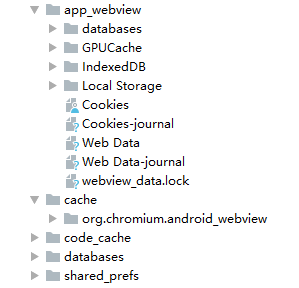 app_webview
databases
GPUCache
IndexedDB
Local Storage
Cookies
Cookies-journal
Web Data
Web Data-journal
webview_data.lock
cache
org.chromium.android_webview
code_cache
databases
shared_prefs